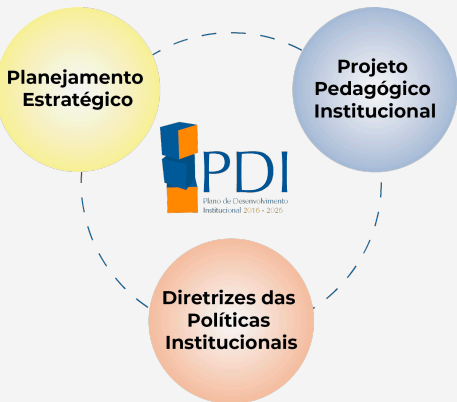 Planejamento
Estratégico
Projeto
Pedagógico
Institucional
PDI
Plano de Desenvolvimento
Institucional 2016 - 2026
Diretrizes das
Políticas
Institucionais